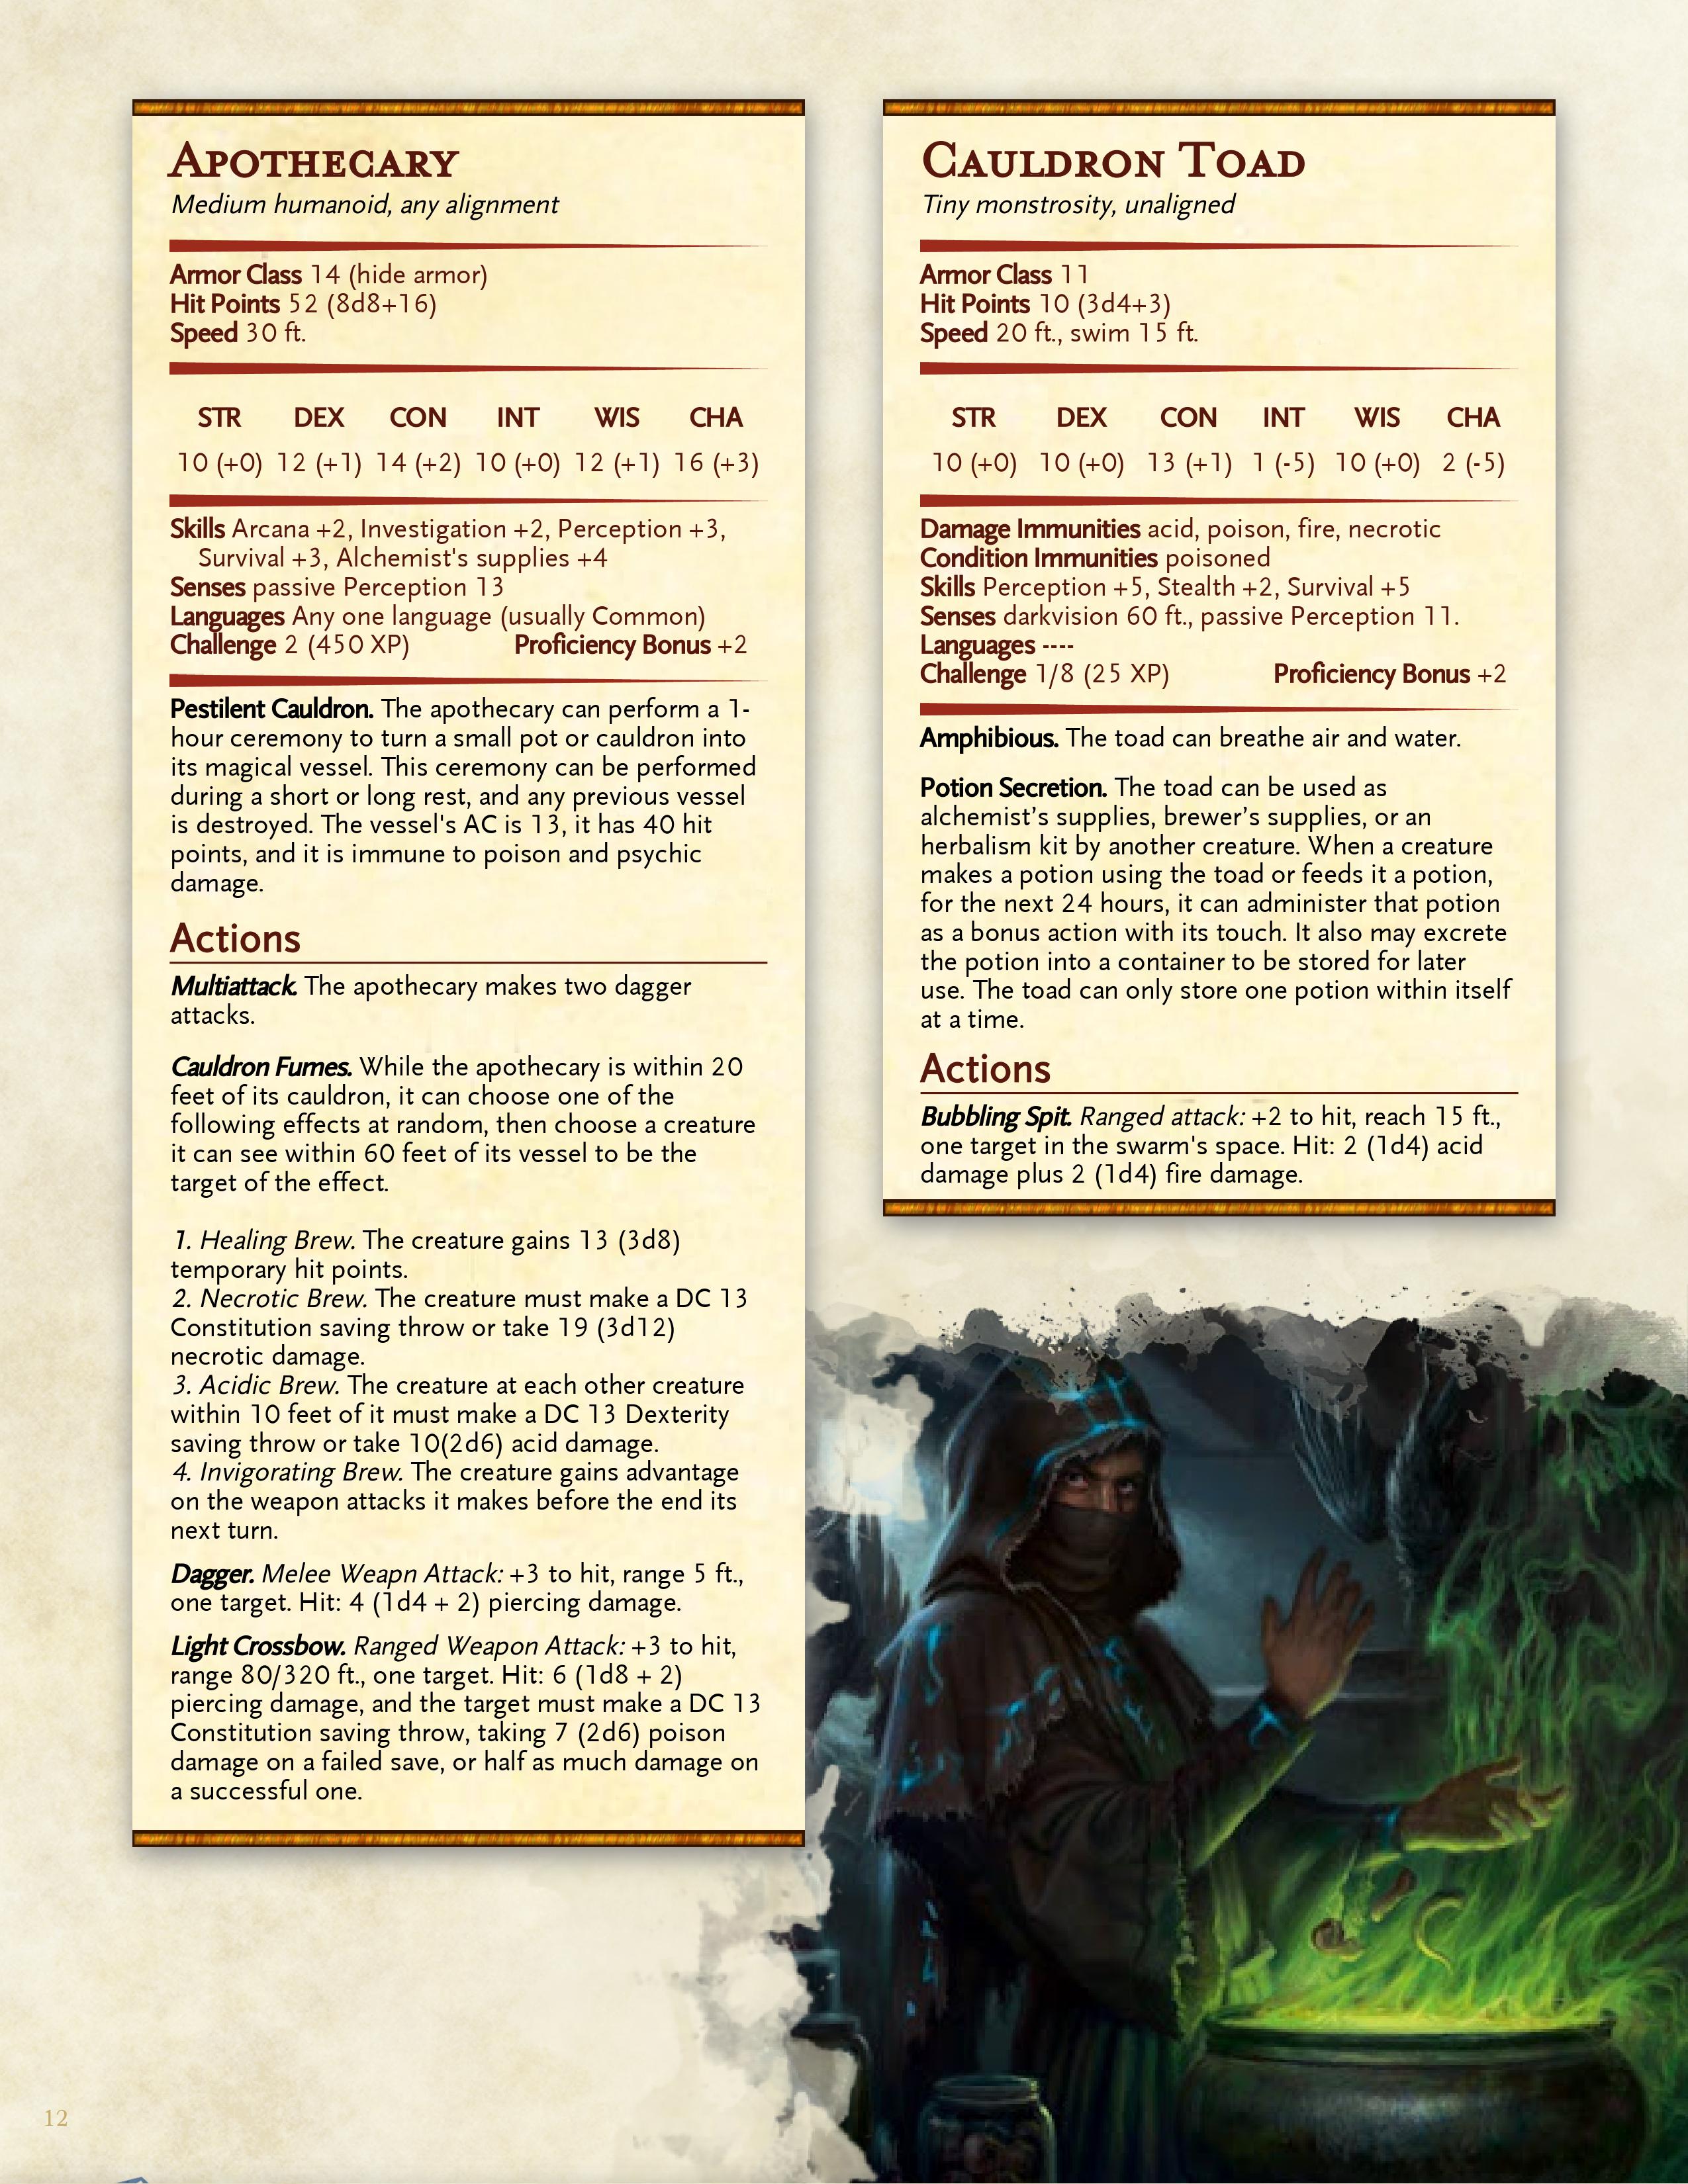 Apothecary
Medium humanoid, any alignment
Armor Class 14 (hide armor)
Hit Points 52 (8d8+16)
Speed 30 ft.
STR DEX CON INT WIS CHA
10 (+0) 12 (+1) 14 (+2) 10 (+0) 12 (+1) 16 (+3)
Skills Arcana +2, Investigation +2, Perception +3,
Survival +3, Alchemist's supplies +4
Senses passive Perception 13
Languages Any one language (usually Common)
Challenge 2 (450 XP) Proficiency Bonus +2
Pestilent Cauldron. The apothecary can perform a 1-
hour ceremony to turn a small pot or cauldron into
its magical vessel. This ceremony can be performed
during a short or long rest, and any previous vessel
is destroyed. The vessel's AC is 13, it has 40 hit
points, and it is immune to poison and psychic
damage.
Actions
Multiattack. The apothecary makes two dagger
attacks.
Cauldron Fumes. While the apothecary is within 20
feet of its cauldron, it can choose one of the
following effects at random, then choose a creature
it can see within 60 feet of its vessel to be the
target of the effect.
1. Healing Brew. The creature gains 13 (3d8)
temporary hit points.
2. Necrotic Brew. The creature must make a DC 13
Constitution saving throw or take 19 (3d12)
necrotic damage.
3. Acidic Brew. The creature at each other creature
within 10 feet of it must make a DC 13 Dexterity
saving throw or take 10(2d6) acid damage.
4. Invigorating Brew. The creature gains advantage
on the weapon attacks it makes before the end its
next turn.
Dagger. Melee Weapn Attack: +3 to hit, range 5 ft.,
one target. Hit: 4 (1d4 + 2) piercing damage.
Light Crossbow. Ranged Weapon Attack: +3 to hit,
range 80/320 ft., one target. Hit: 6 (1d8 + 2)
piercing damage, and the target must make a DC 13
Constitution saving throw, taking 7 (2d6) poison
damage on a failed save, or half as much damage on
a successful one.
Cauldron Toad
Tiny monstrosity, unaligned
Armor Class 11
Hit Points 10 (3d4+3)
Speed 20 ft., swim 15 ft.
STR DEX CON INT WIS CHA
10 (+0) 10 (+0) 13 (+1) 1 (-5) 10 (+0) 2 (-5)
Damage Immunities acid, poison, fire, necrotic
Condition Immunities poisoned
Skills Perception +5, Stealth +2, Survival +5
Senses darkvision 60 ft., passive Perception 11.
Languages ----
Challenge 1/8 (25 XP) Proficiency Bonus +2
Amphibious. The toad can breathe air and water.
Potion Secretion. The toad can be used as
alchemist’s supplies, brewer’s supplies, or an
herbalism kit by another creature. When a creature
makes a potion using the toad or feeds it a potion,
for the next 24 hours, it can administer that potion
as a bonus action with its touch. It also may excrete
the potion into a container to be stored for later
use. The toad can only store one potion within itself
at a time.
Actions
Bubbling Spit. Ranged attack: +2 to hit, reach 15 ft.,
one target in the swarm's space. Hit: 2 (1d4) acid
damage plus 2 (1d4) fire damage.
12